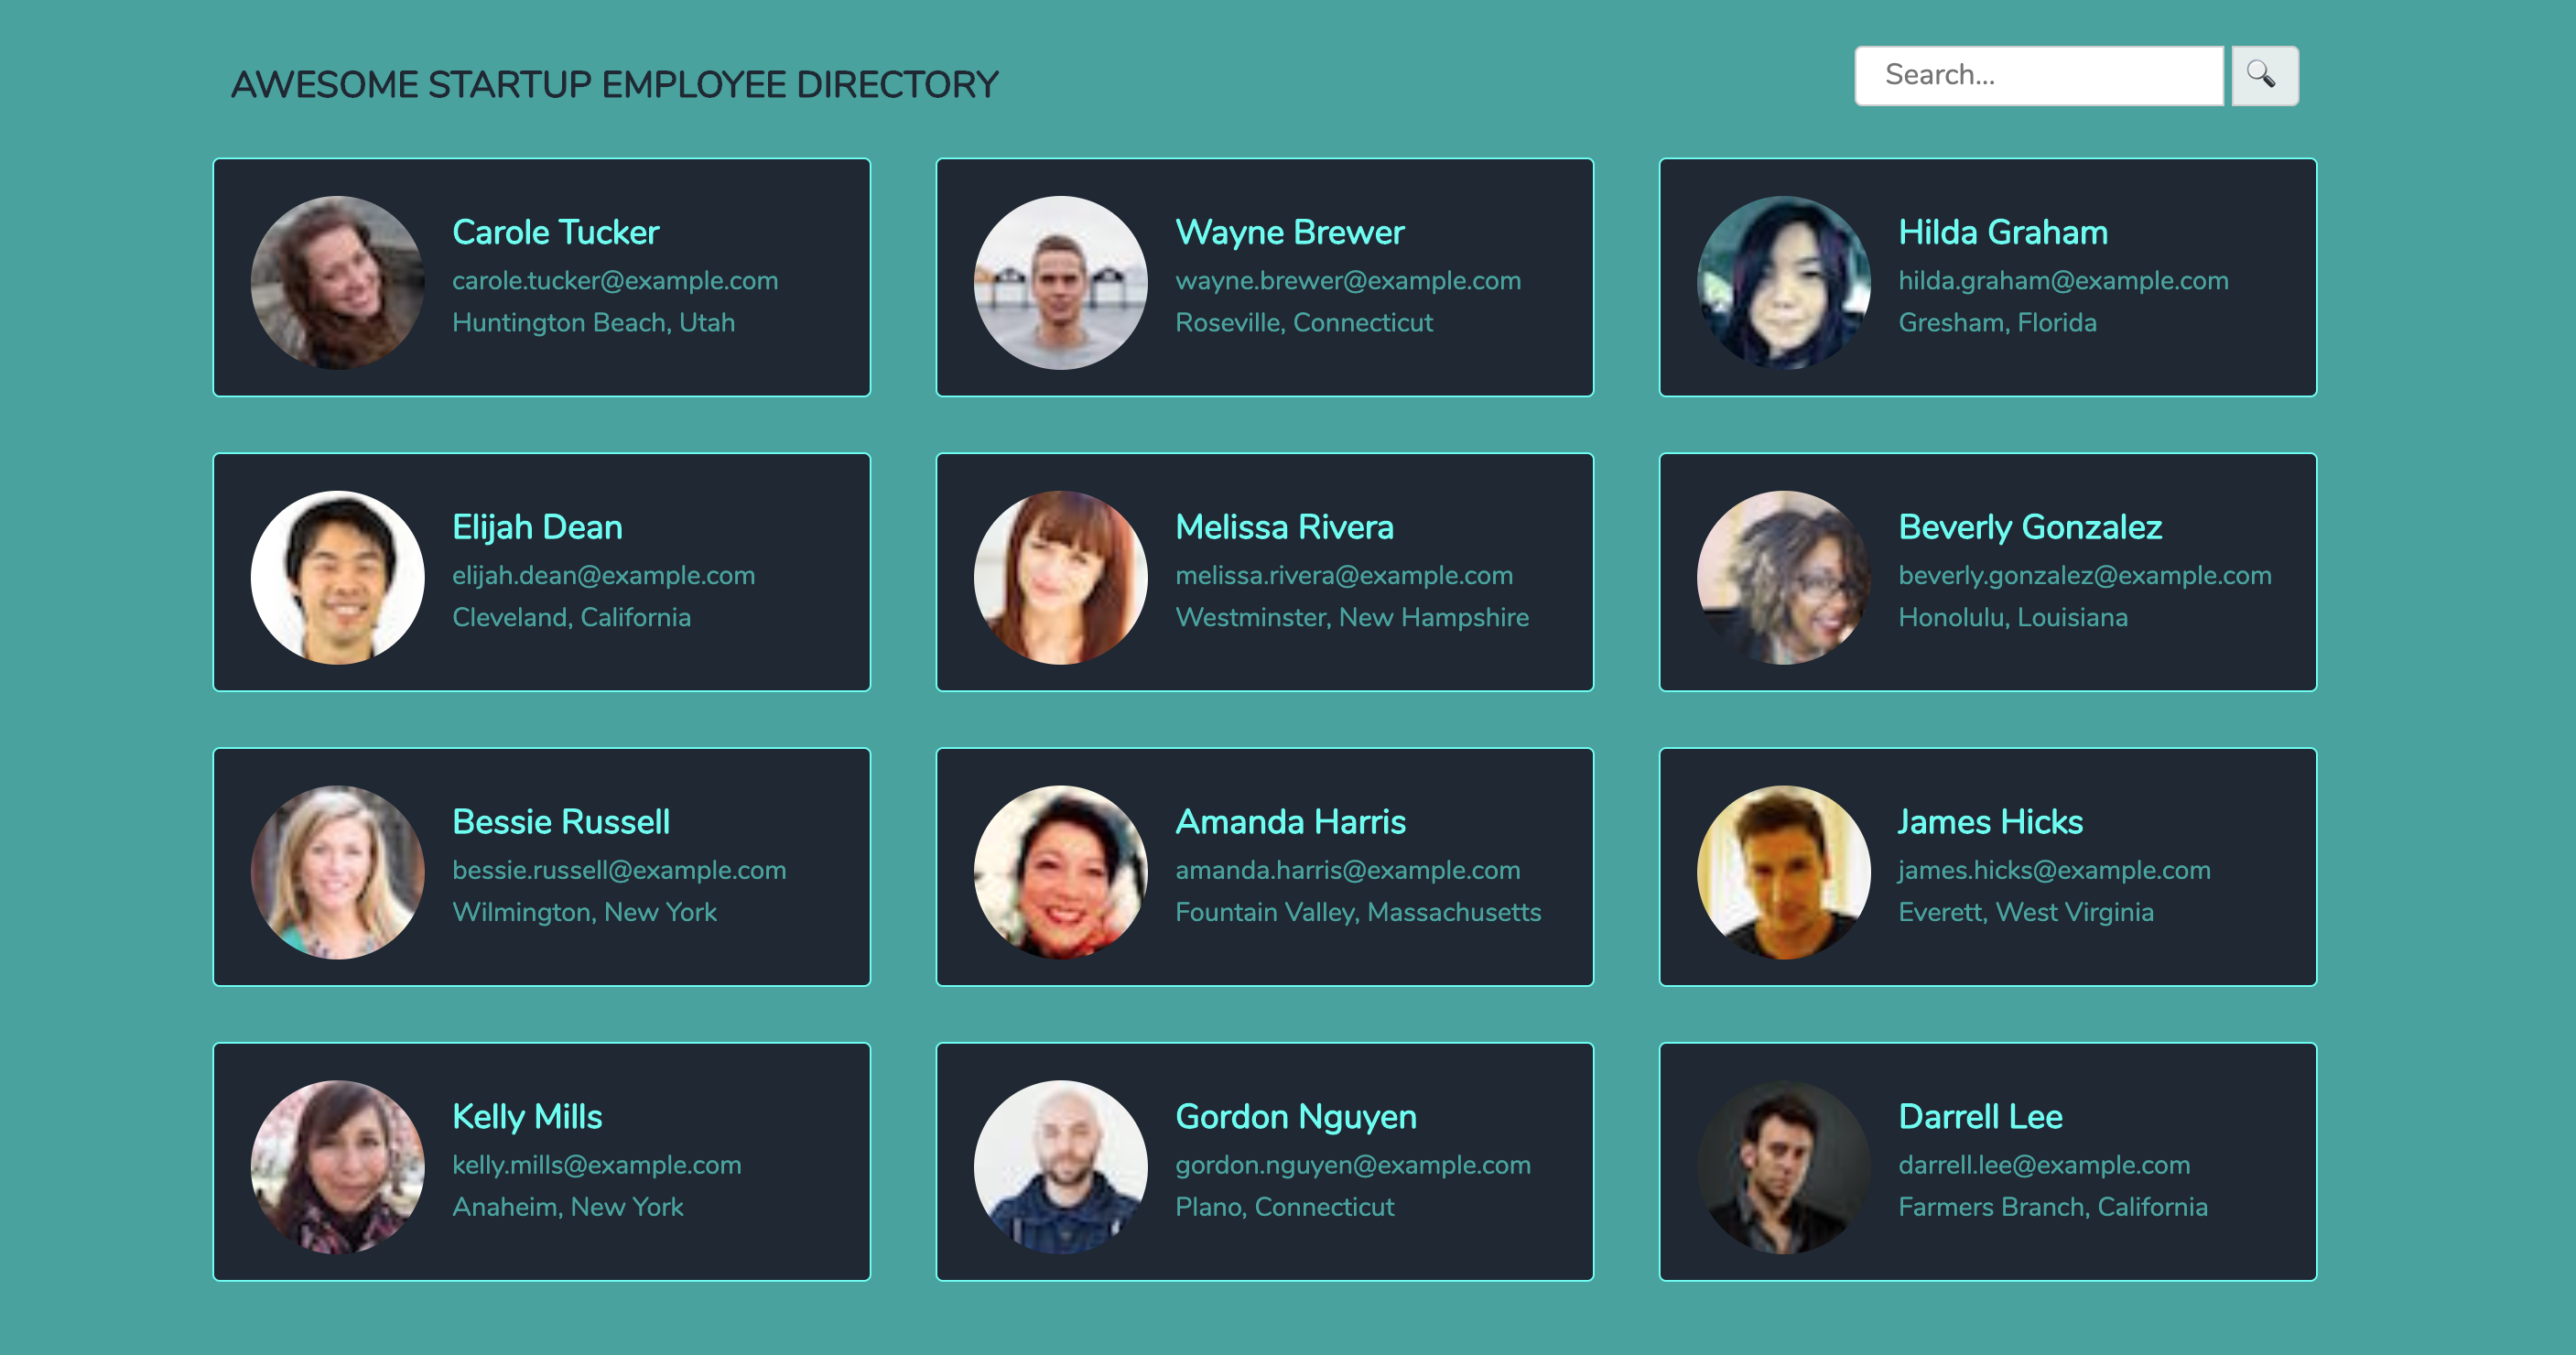 AWESOME STARTUP EMPLOYEE DIRECTORY
Search...
Carole Tucker
carole.tucker@example.com
Huntington Beach, Utah
Wayne Brewer
wayne.brewer@example.com
Roseville, Connecticut
Hilda Graham
hilda.graham@example.com
Gresham, Florida
Elijah Dean
elijah.dean@example.com
Cleveland, California
Melissa Rivera
melissa.rivera@example.com
Westminster, New Hampshire
Beverly Gonzalez
beverly.gonzalez@example.com
Honolulu, Louisiana
Bessie Russell
bessie.russell@example.com
Wilmington, New York
Amanda Harris
amanda.harris@example.com
Fountain Valley, Massachusetts
James Hicks
james.hicks@example.com
Everett, West Virginia
Kelly Mills
kelly.mills@example.com
Anaheim, New York
Gordon Nguyen
gordon.nguyen@example.com
Plano, Connecticut
Darrell Lee
darrell.lee@example.com
Farmers Branch, California